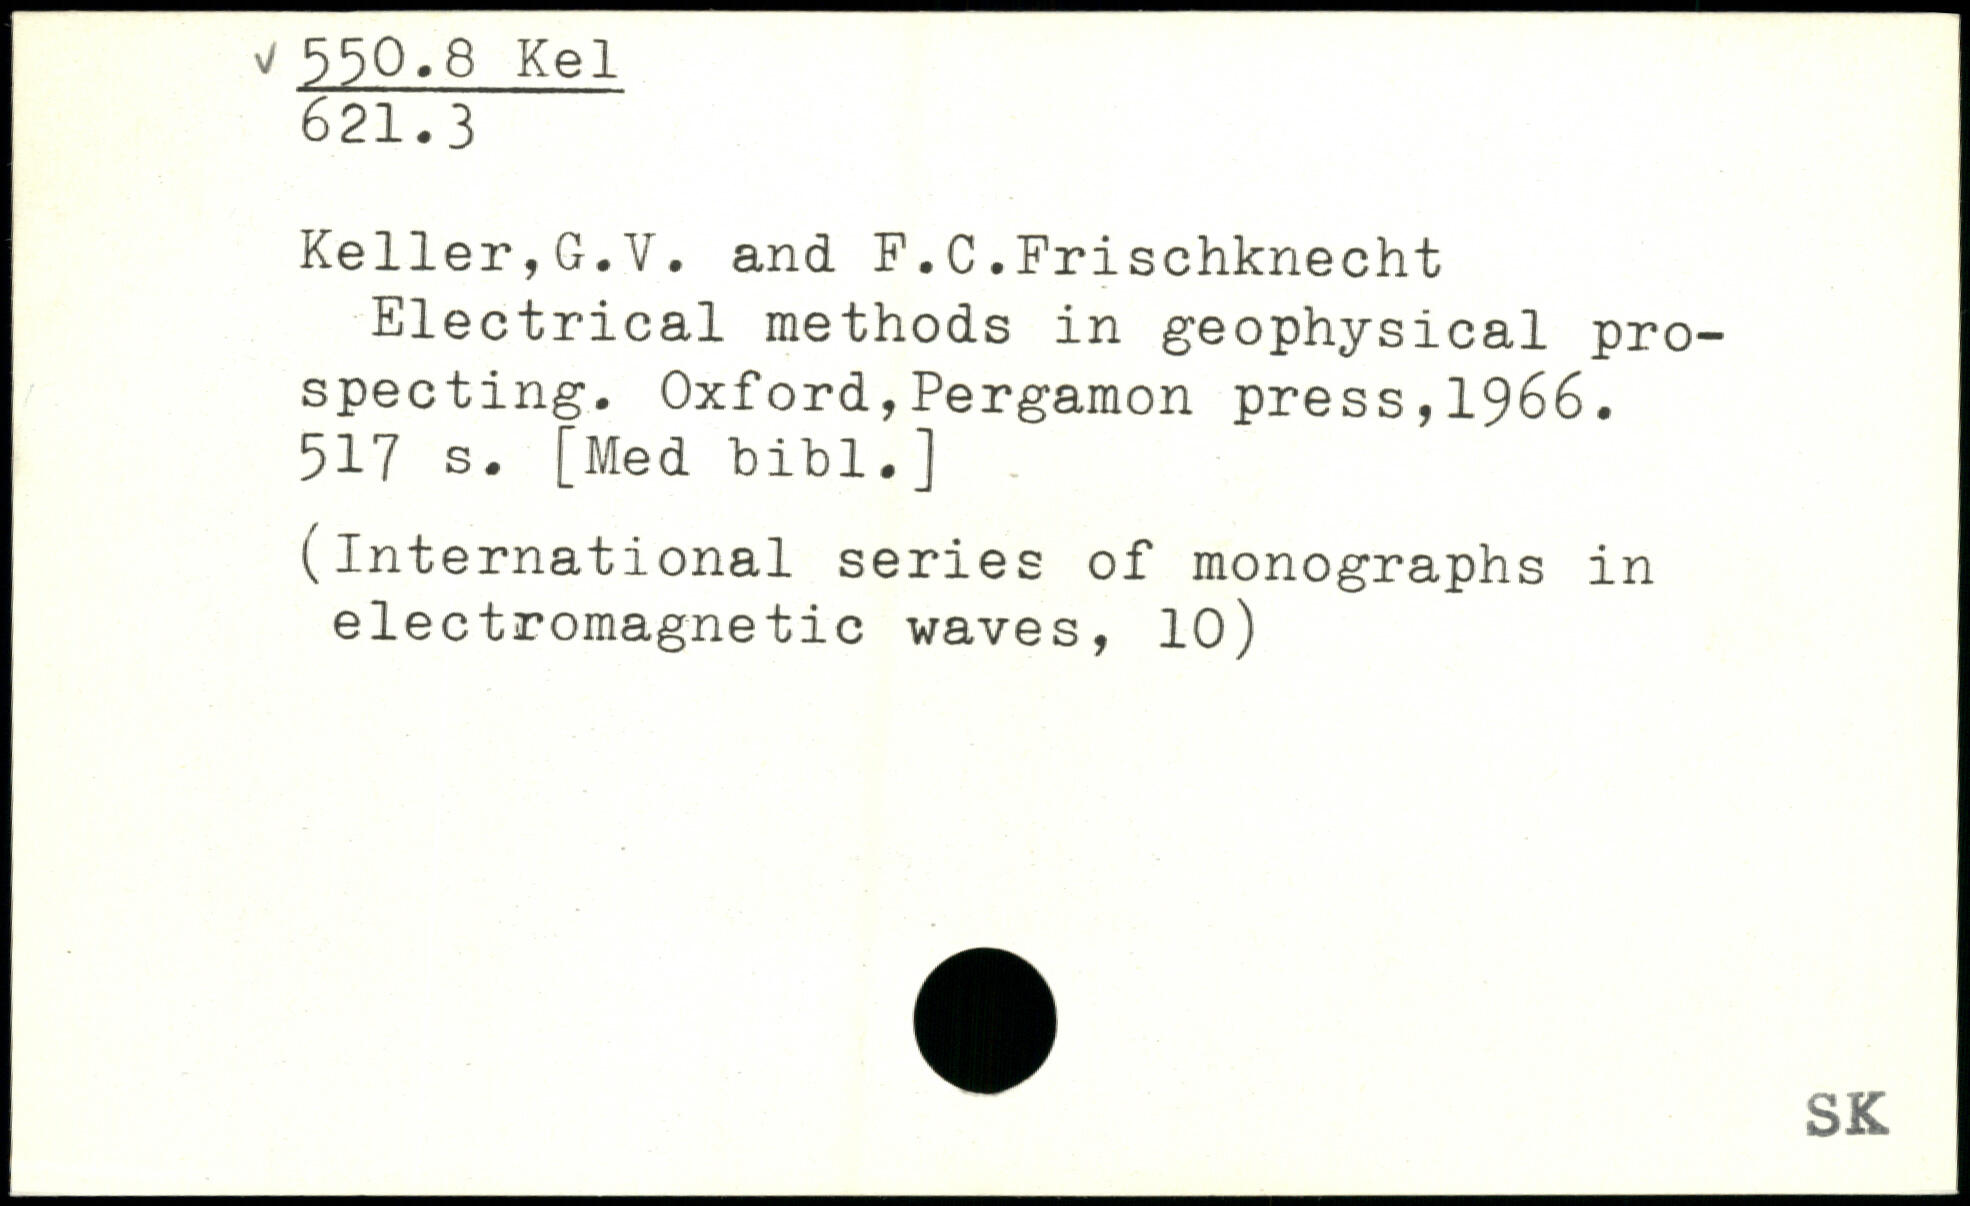 ✓ 550.8 Kel
621.3
Keller,G.V. and F.C.Frischknecht
Electrical methods in geophysical pro-
specting. Oxford,Pergamon press,1966.
517 s. [Med bibl.]
(International series of monographs in
electromagnetic waves, 10)
SK